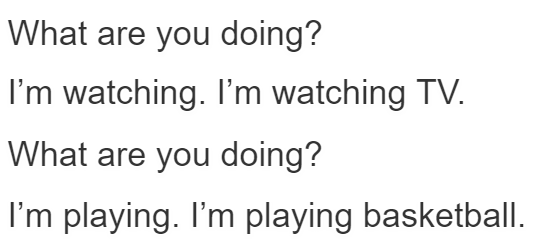 What are you doing?
I’m watching. I’m watching TV.
What are you doing?
I’m playing. I’m playing basketball.